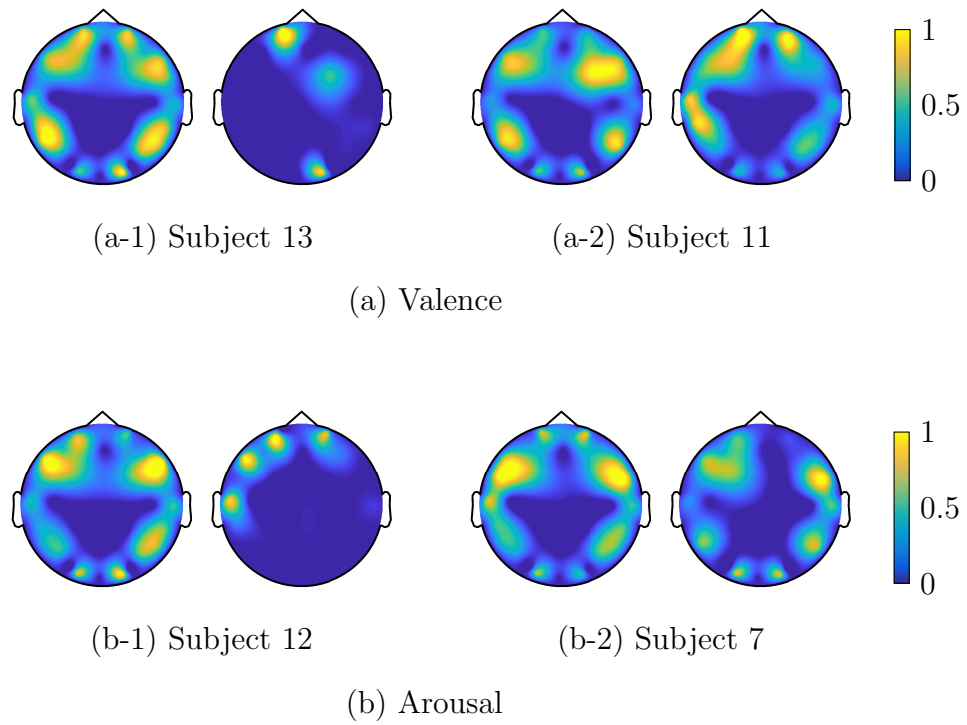 1
0.5
0
(a-1) Subject 13
(a-2) Subject 11
(a) Valence
1
0.5
0
(b-1) Subject 12
(b-2) Subject 7
(b) Arousal